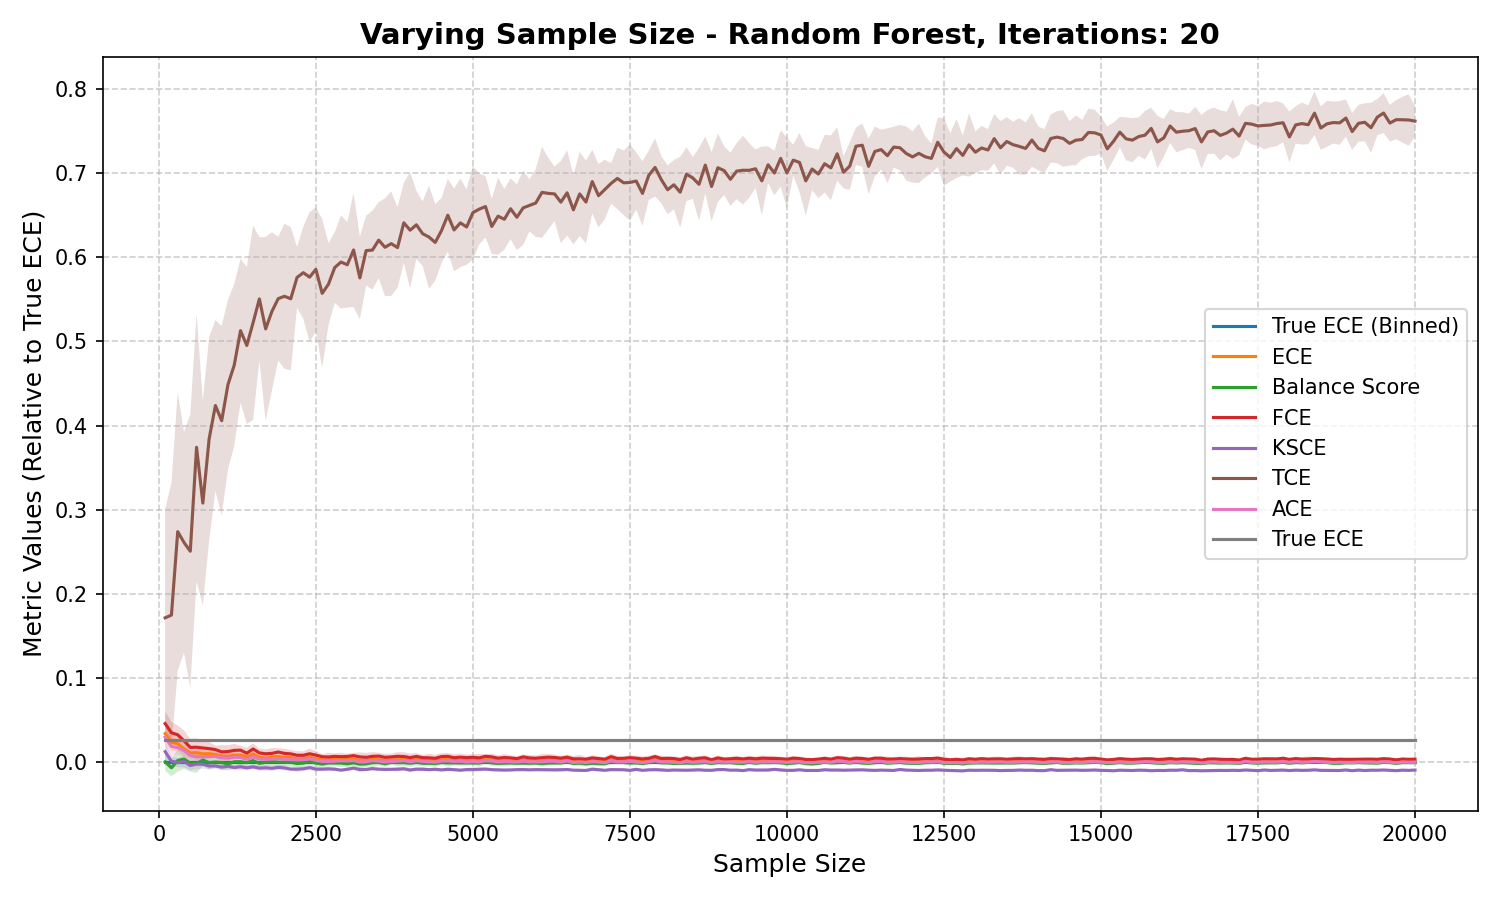 Varying Sample Size - Random Forest, Iterations: 20
Metric Values (Relative to True ECE)
0.8
0.7
0.6
0.5
0.4
0.3
0.2
0.1
0.0
True ECE (Binned)
ECE
Balance Score
FCE
KSCE
TCE
ACE
True ECE
0 2500 5000 7500 10000 12500 15000 17500 20000
Sample Size